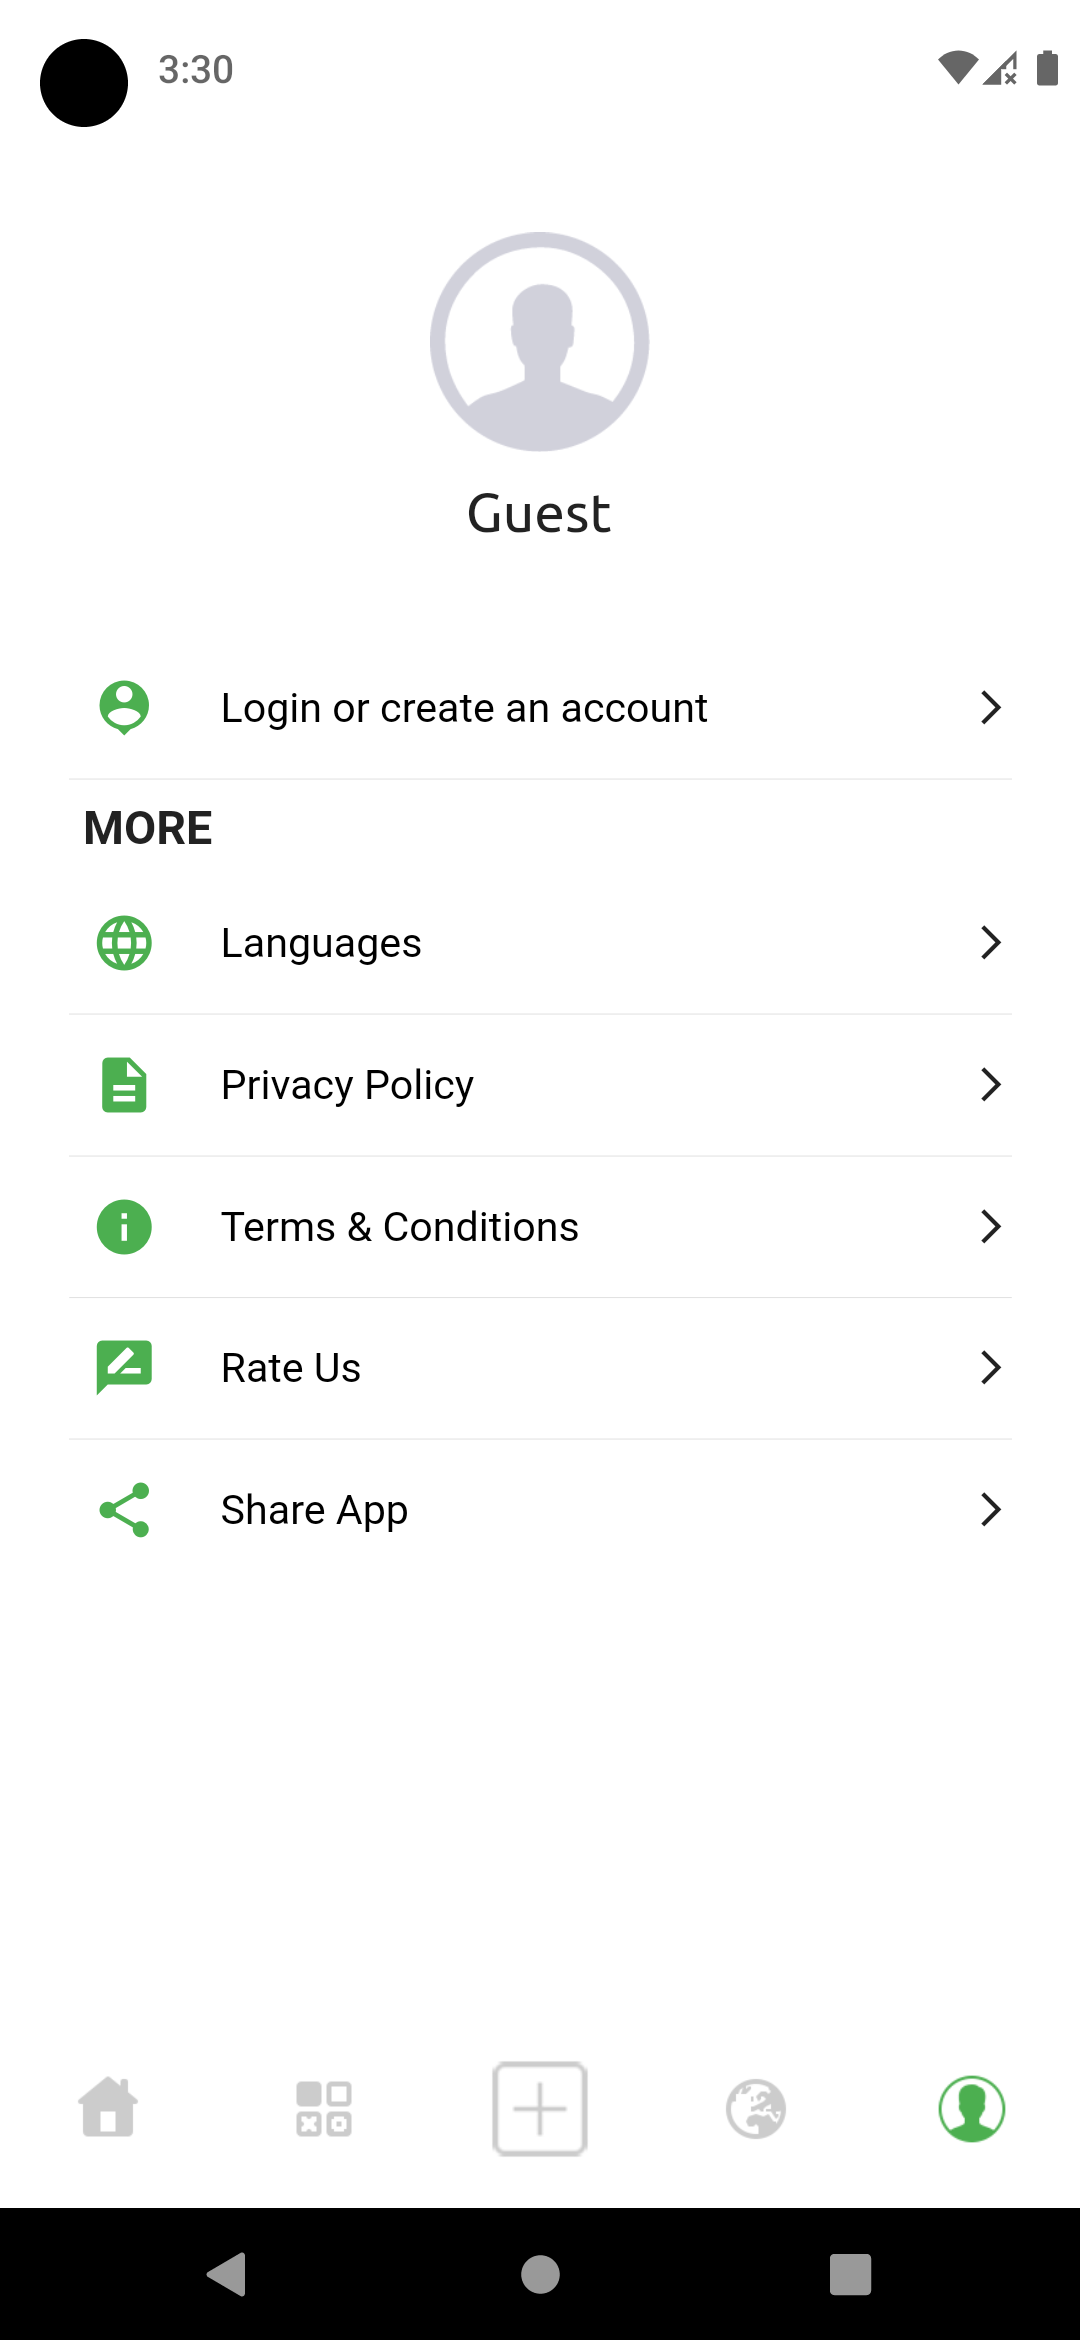 3:30
Guest
Login or create an account
MORE
Languages
Privacy Policy
Terms & Conditions
Rate Us
Share App